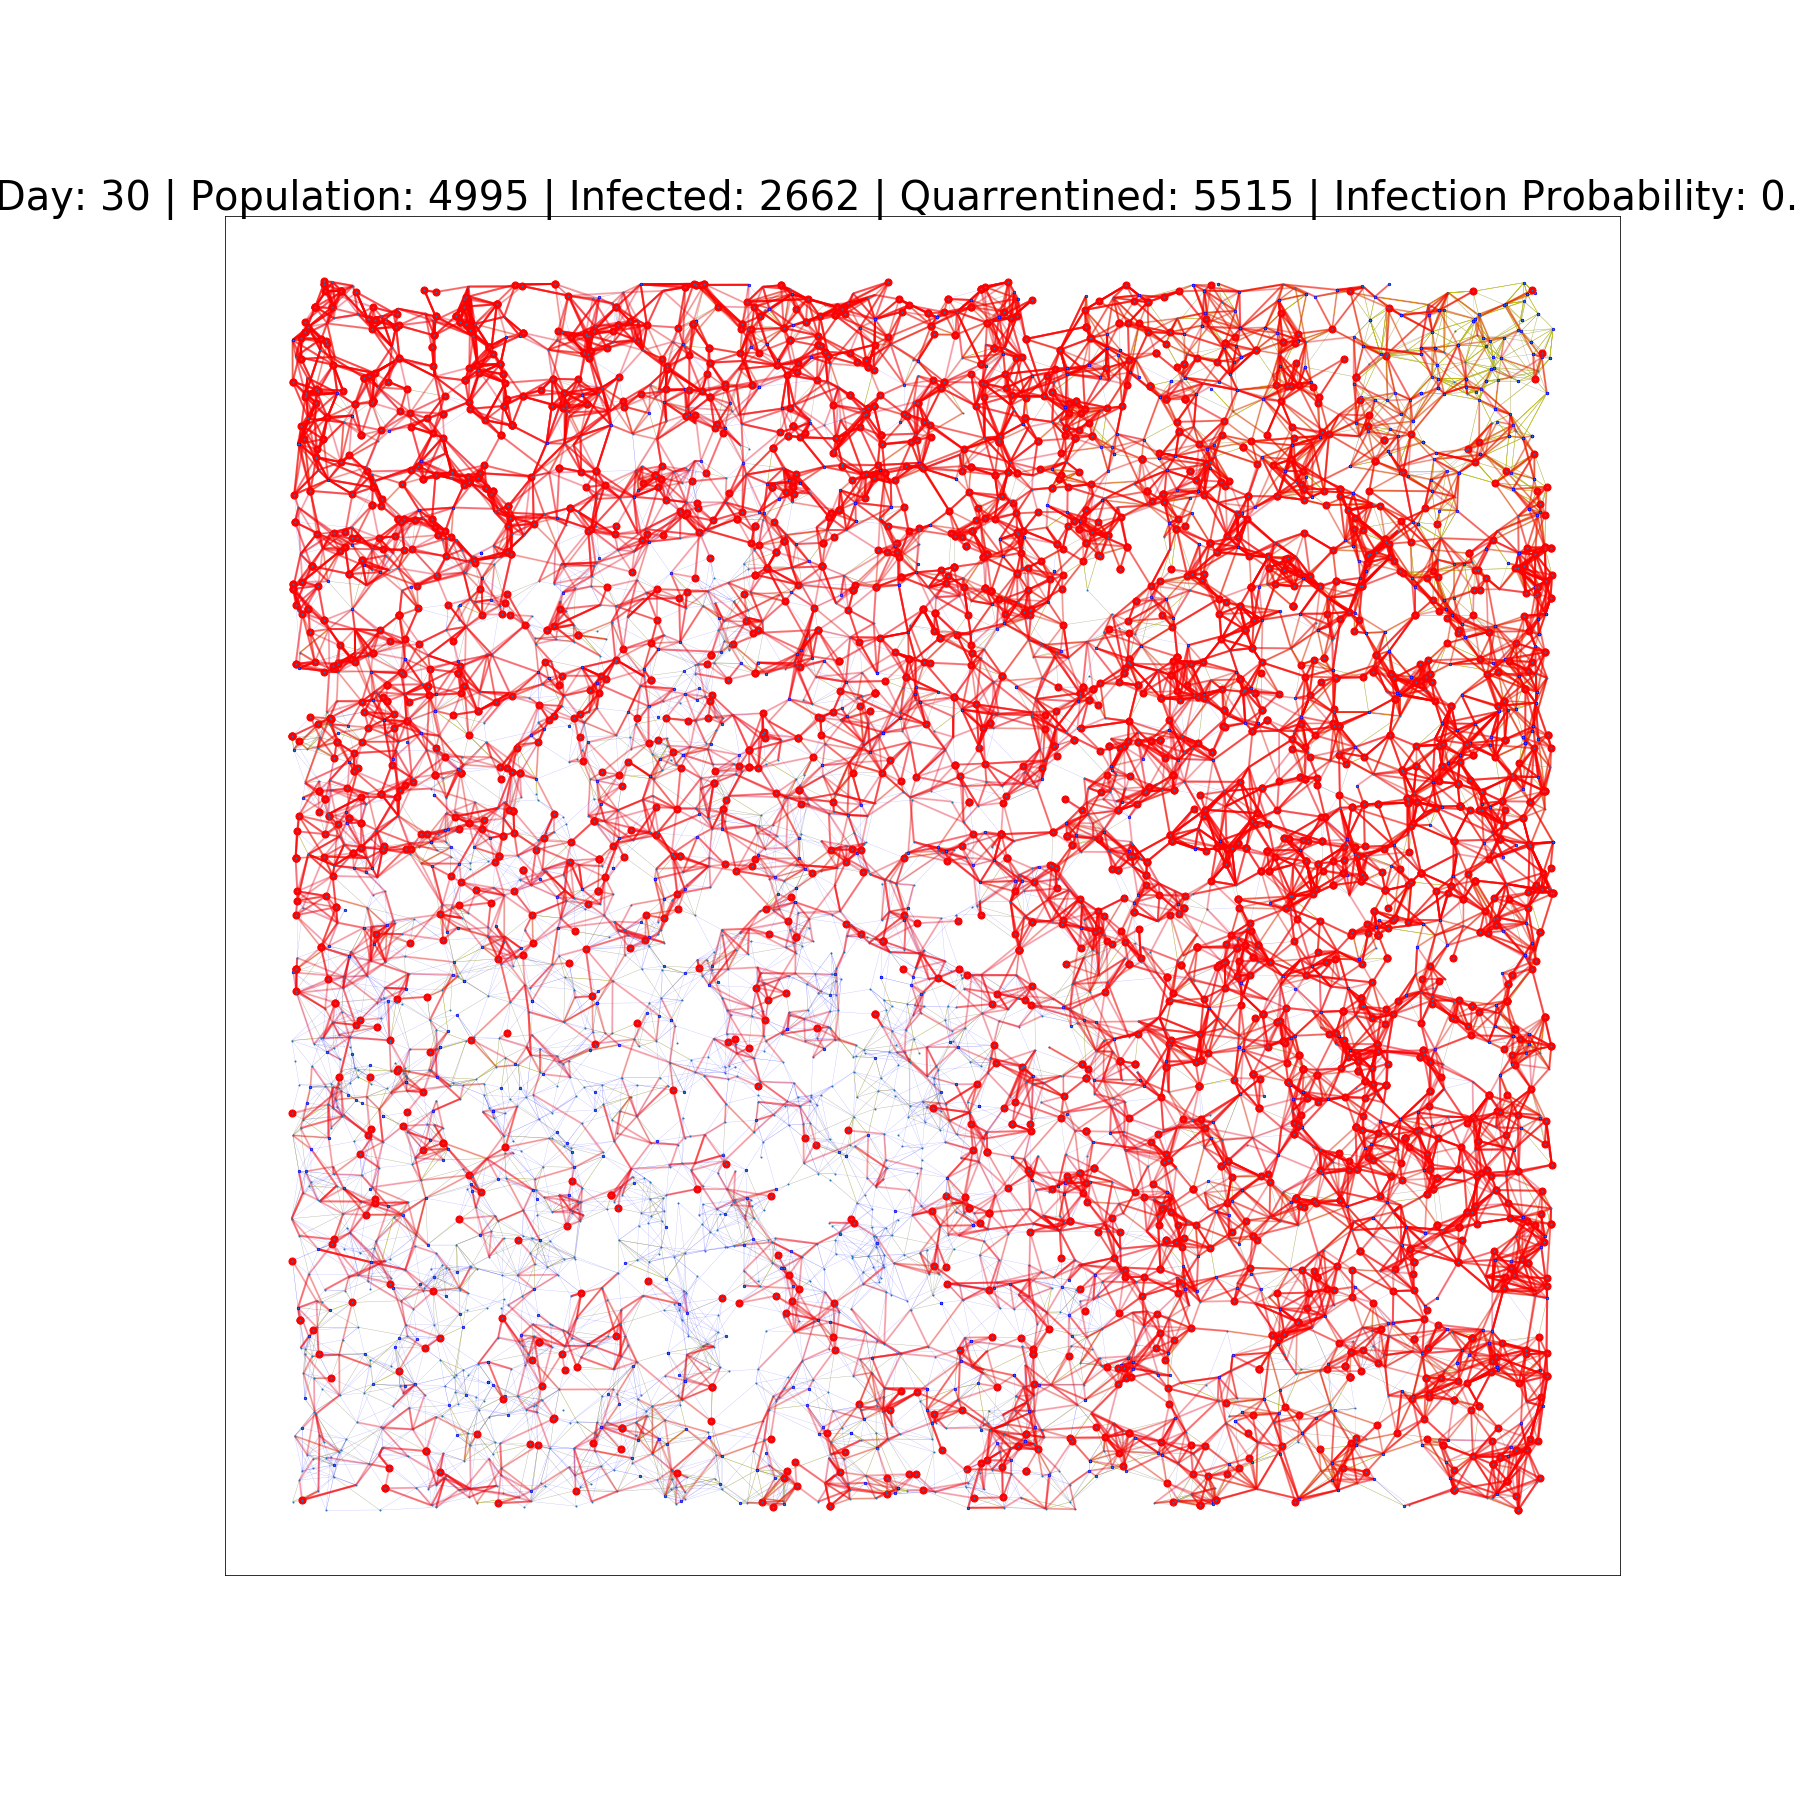 Day: 30 | Population: 4995 | Infected: 2662 | Quarrentined: 5515 | Infection Probability: 0.